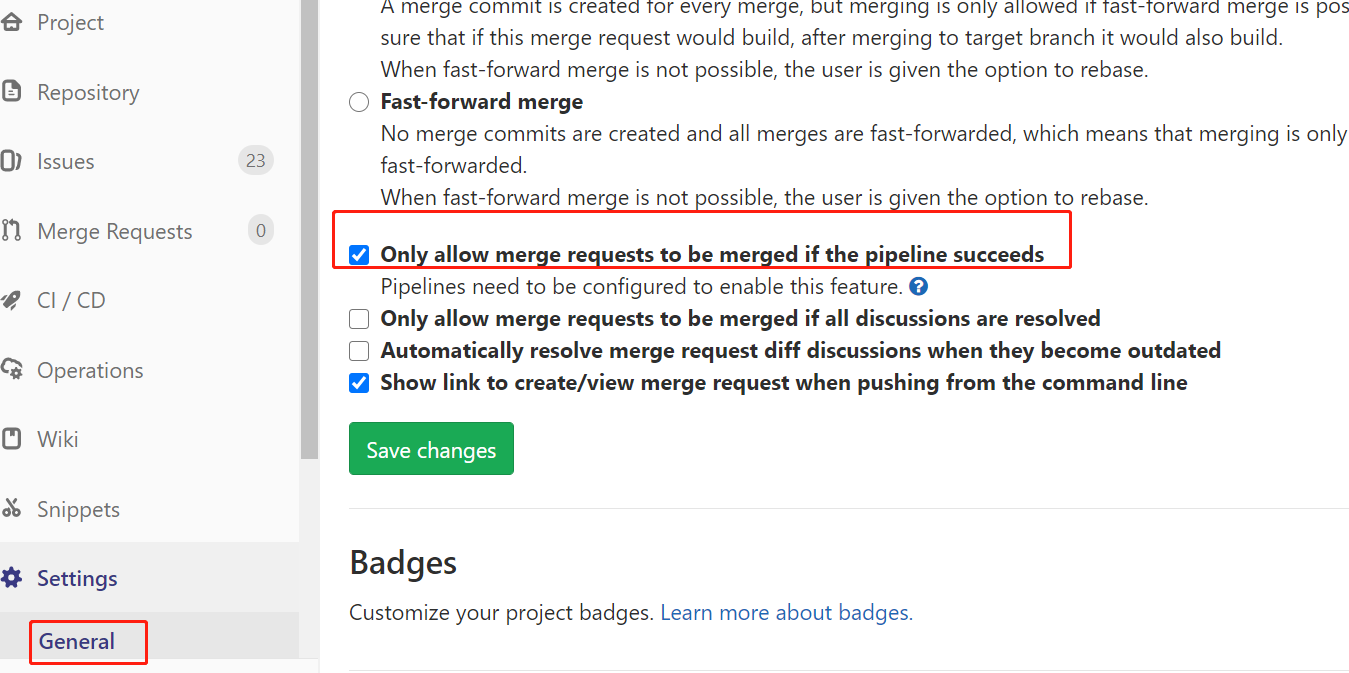 Project
Repository
Issues 23
Merge Requests 0
CI / CD
Operations
Wiki
Snippets
Settings
General
A merge commit is created for every merge, but merging is only allowed if fast-forward merge is pos
sure that if this merge request would build, after merging to target branch it would also build.
When fast-forward merge is not possible, the user is given the option to rebase.
Fast-forward merge
No merge commits are created and all merges are fast-forwarded, which means that merging is only
fast-forwarded.
When fast-forward merge is not possible, the user is given the option to rebase.
Only allow merge requests to be merged if the pipeline succeeds
Pipelines need to be configured to enable this feature. ?
Only allow merge requests to be merged if all discussions are resolved
Automatically resolve merge request diff discussions when they become outdated
Show link to create/view merge request when pushing from the command line
Save changes
Badges
Customize your project badges. Learn more about badges.